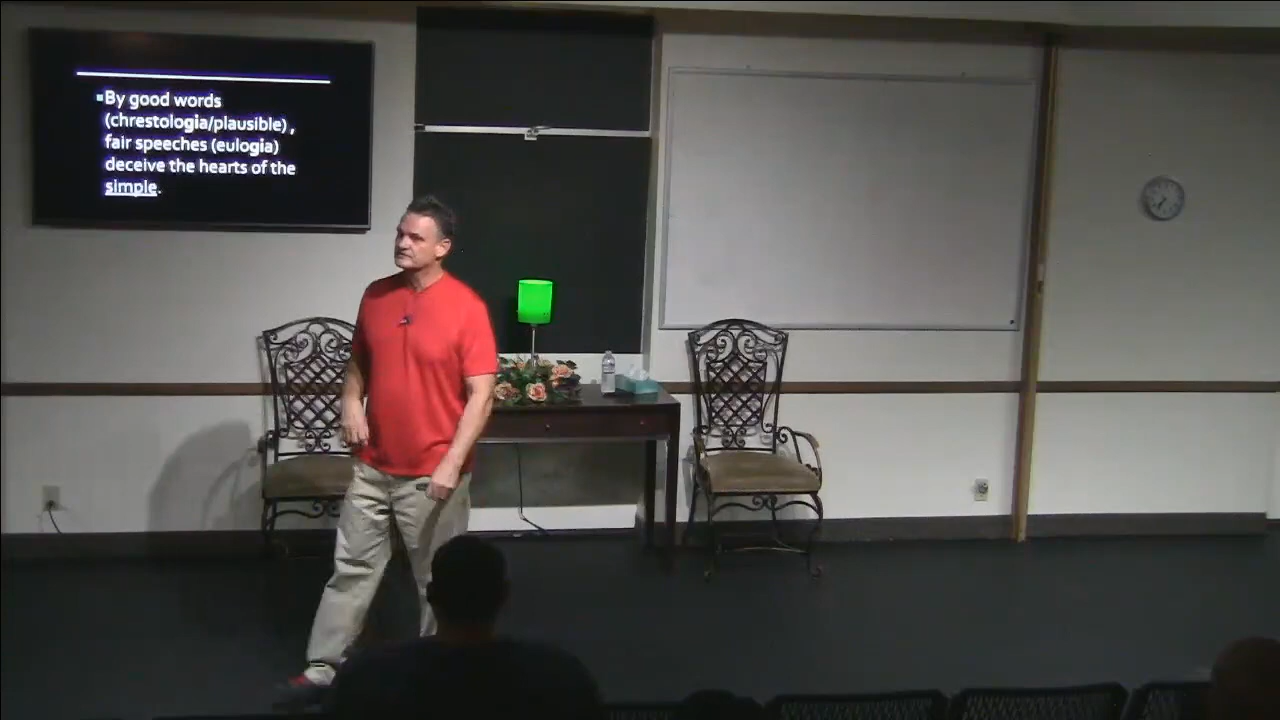 ▪By good words
(chrestologia/plausible) ,
fair speeches (eulogia)
deceive the hearts of the
simple.